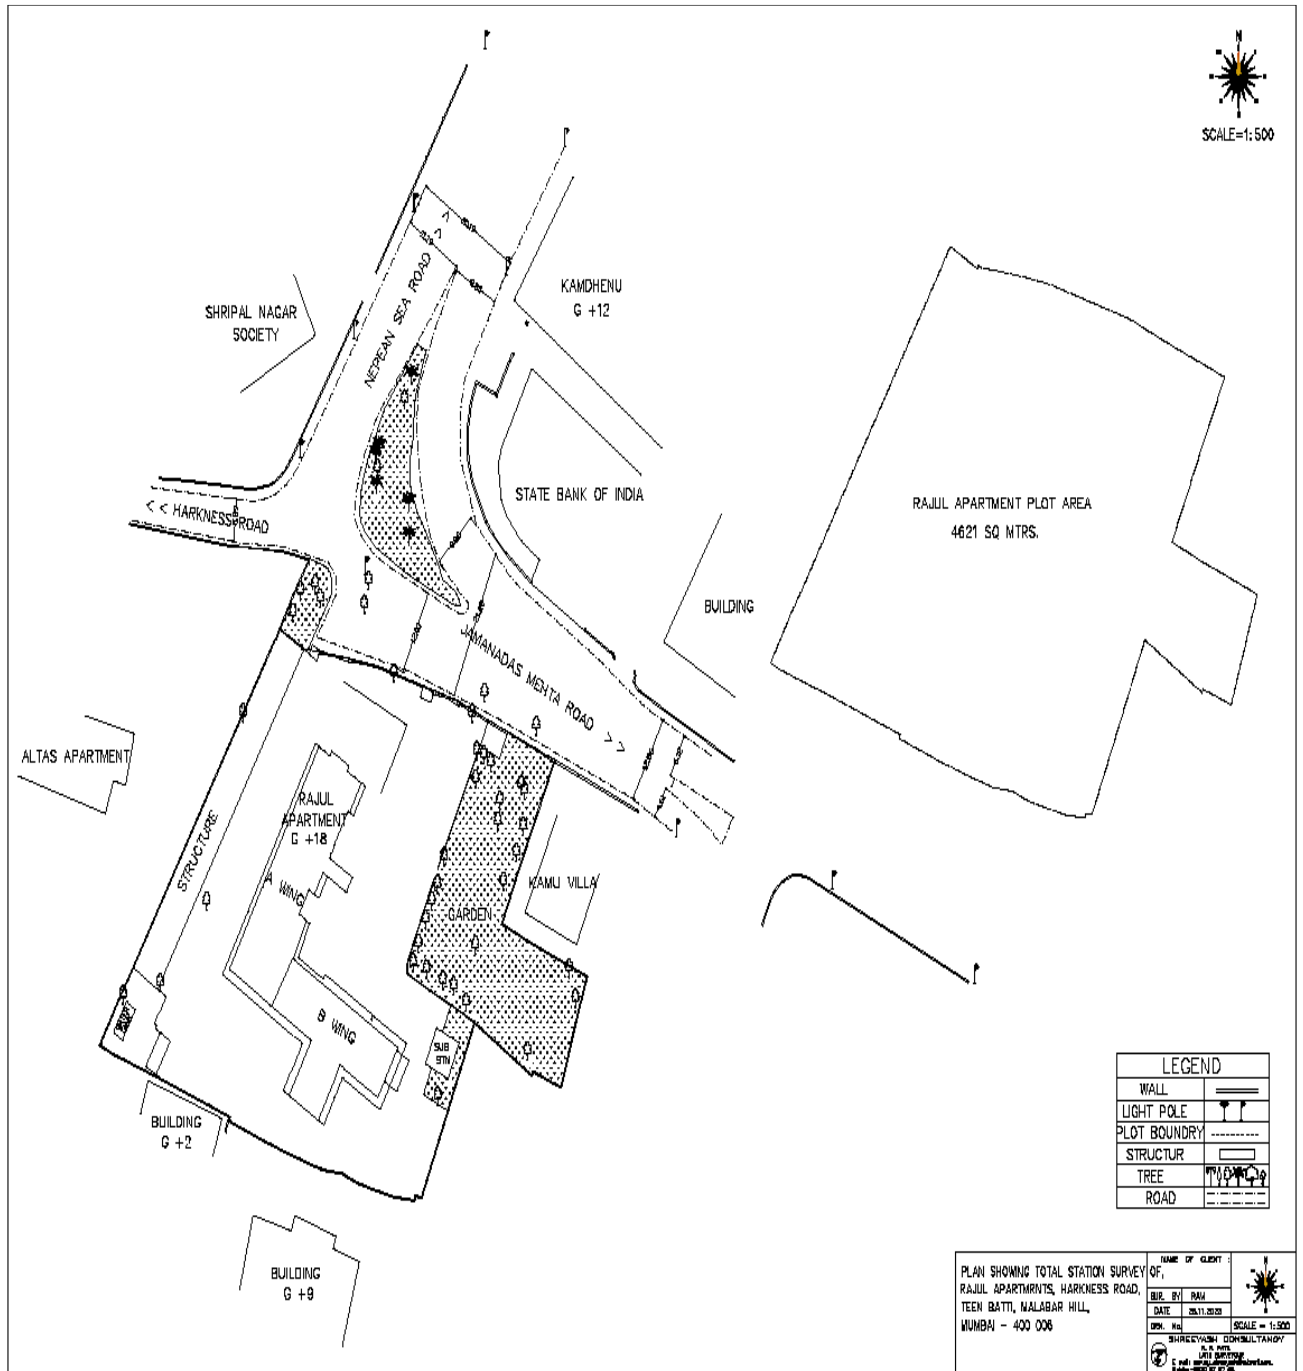 N
SCALE=1:500
KAMDHENU
G +12
SHRIPAL NAGAR
SOCIETY
NEPEAN SEA ROAD
STATE BANK OF INDIA
<< HARKNESS ROAD
RAJUL APARTMENT PLOT AREA
4621 SQ MTRS.
BUILDING
JAMANADAS MEHTA ROAD >>
ALTAS APARTMENT
STRUCTURE
RAJUL
APARTMENT
G +18
A WING
KAMU VILLA
GARDEN
B WING
SUB
STN
BUILDING
G +2
BUILDING
G +9
LEGEND
WALL
LIGHT POLE
PLOT BOUNDRY
STRUCTUR
TREE
ROAD
PLAN SHOWING TOTAL STATION SURVEY OF,
RAJUL APARTMRNTS, HARKNESS ROAD,
TEEN BATTI, MALABAR HILL,
MUMBAI - 400 006
NAME OF CLIENT :
SUR. BY RAM
DATE
DRN. No.
N
SCALE = 1:500
SHREEYASH CONSULTANCY